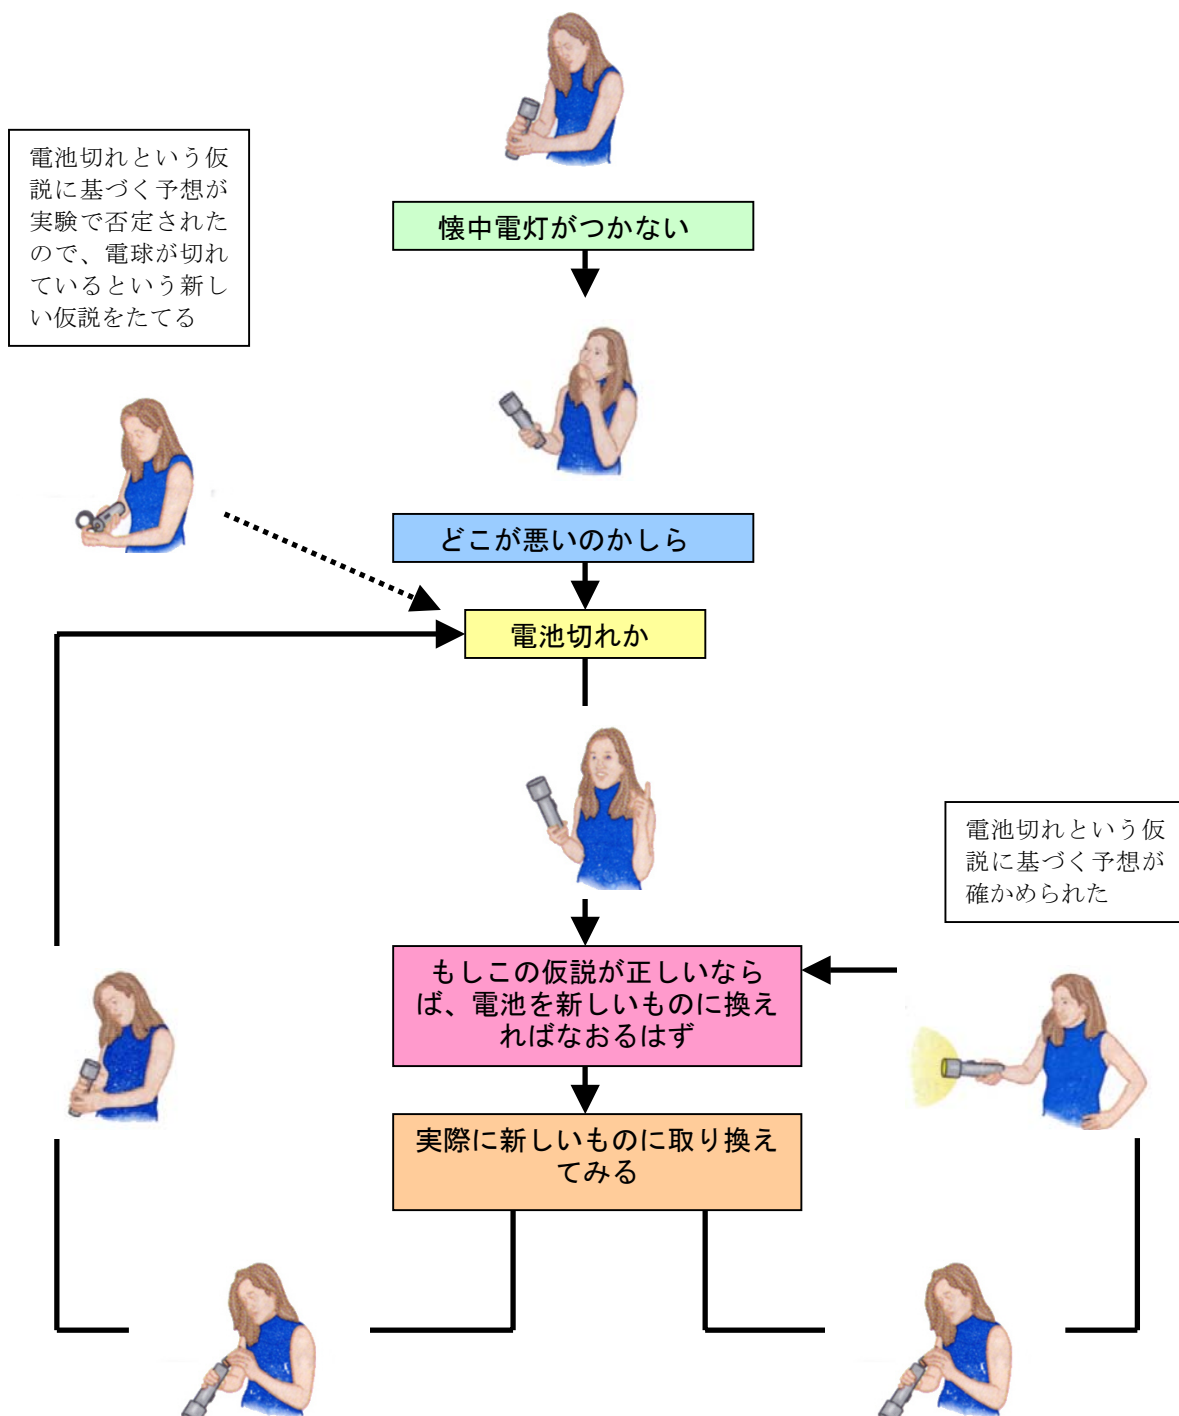 電池切れという仮
説に基づく予想が
実験で否定された
ので、電球が切れ
ているという新し
い仮説をたてる
懐中電灯がつかない
どこが悪いのかしら
電池切れか
電池切れという仮
説に基づく予想が
確かめられた
もしこの仮説が正しいなら
ば、電池を新しいものに換え
ればなおるはず
実際に新しいものに取り換え
てみる